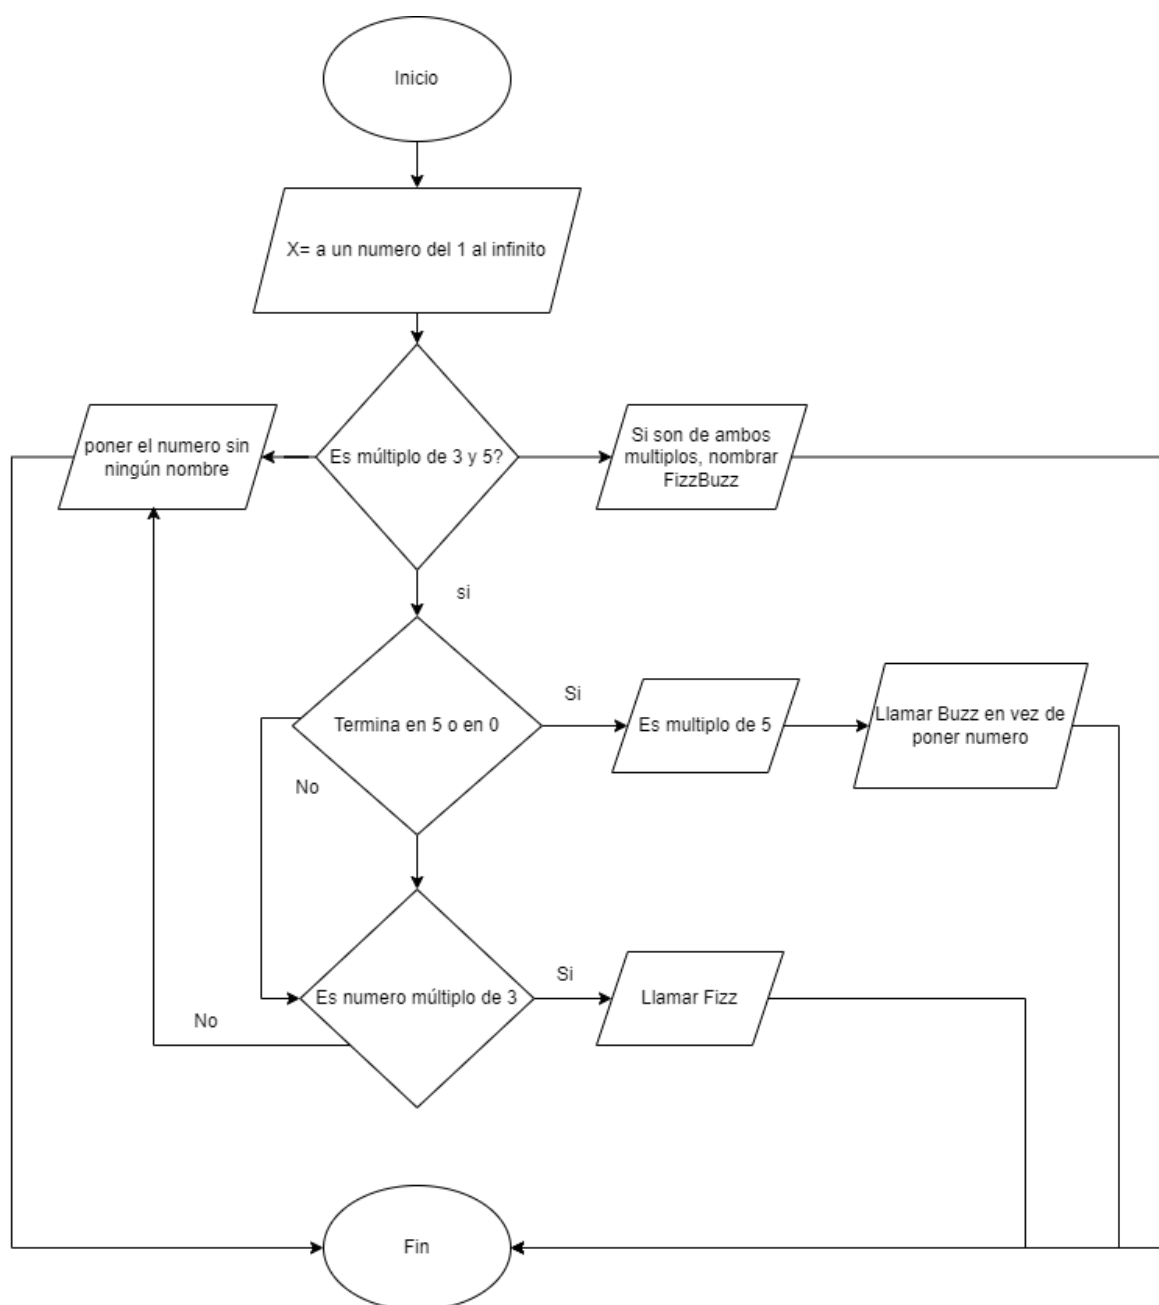 Inicio
X= a un numero del 1 al infinito
poner el numero sin
ningún nombre
Es múltiplo de 3 y 5?
Si son de ambos
multiplos, nombrar
FizzBuzz
si
Termina en 5 o en 0
Si
Es multiplo de 5
Llamar Buzz en vez de
poner numero
No
Es numero múltiplo de 3
Si
Llamar Fizz
No
Fin